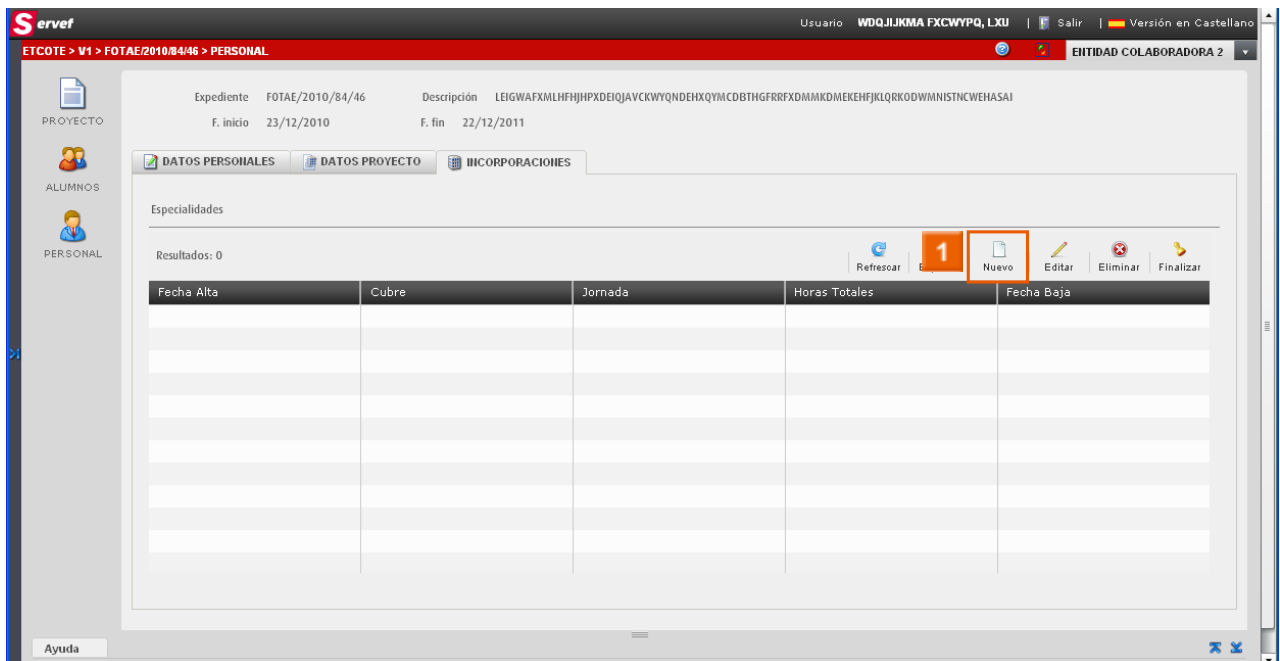 Servef Usuario WDQJIJKMA FXCWYPQ, LXU | Salir | Versión en Castellano
ETCOTE > V1 > FOTAE/2010/84/46 > PERSONAL ENTIDAD COLABORADORA 2
PROYECTO
ALUMNOS
PERSONAL
Expediente FOTAE/2010/84/46 Descripción LEIGWAFXMLHFHJHPXDEIQJAVCKWYQNDEHXQYMCDBTHGFRRFXDMMKDMEKEHFJKLQRKODWMNISTNCWEHASAI
F. inicio 23/12/2010 F. fin 22/12/2011
DATOS PERSONALES DATOS PROYECTO INCORPORACIONES
Especialidades
Resultados: 0 Refrescar 1 Nuevo Editar Eliminar Finalizar
Fecha Alta Cubre Jornada Horas Totales Fecha Baja
Ayuda